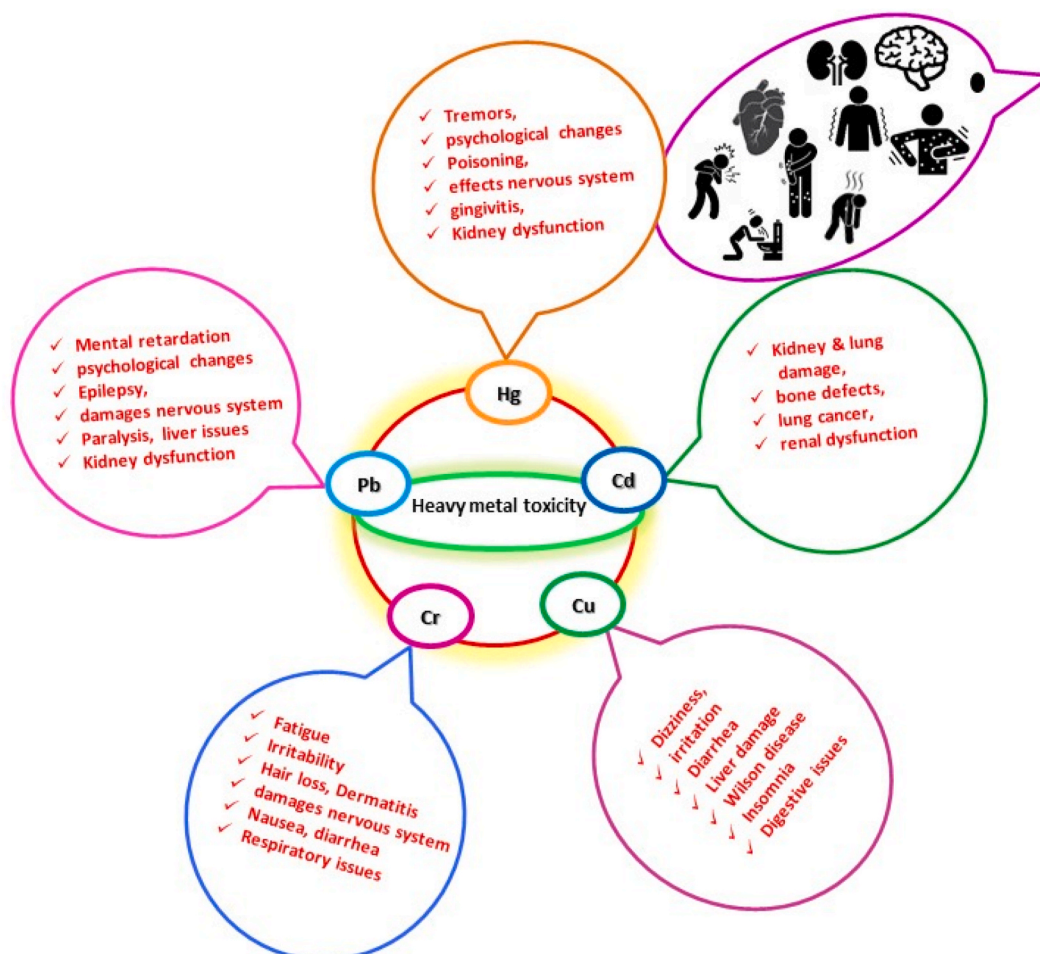 ✓ Tremors,
✓ psychological changes
✓ Poisoning,
✓ effects nervous system
✓ gingivitis,
✓ Kidney dysfunction
✓ Mental retardation
✓ psychological changes
✓ Epilepsy,
✓ damages nervous system
✓ Paralysis, liver issues
✓ Kidney dysfunction
✓ Kidney & lung
damage,
✓ bone defects,
✓ lung cancer,
✓ renal dysfunction
Hg
Pb
Cd
Heavy metal toxicity
Cr
Cu
✓ Fatigue
✓ Irritability
✓ Hair loss, Dermatitis
✓ damages nervous system
✓ Nausea, diarrhea
✓ Respiratory issues
✓ Dizziness,
✓ irritation
✓ Diarrhea
✓ Liver damage
✓ Wilson disease
✓ Insomnia
✓ Digestive issues